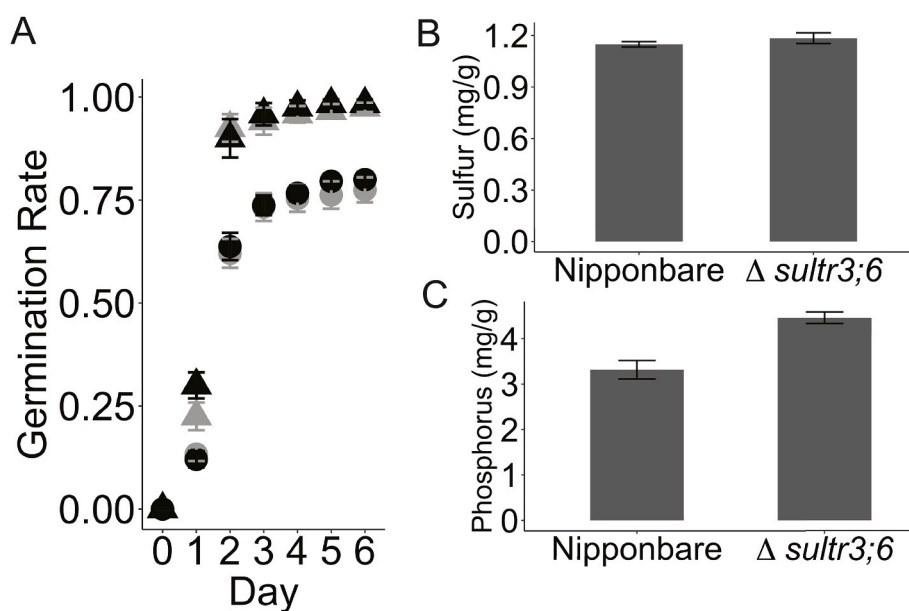 A
Germination Rate
1.00
0.75
0.50
0.25
0.00
0 1 2 3 4 5 6
Day
B
Sulfur (mg/g)
1.2
0.9
0.6
0.3
0.0
Nipponbare Δ sultr3;6
C
Phosphorus (mg/g)
4
3
2
1
0
Nipponbare Δ sultr3;6